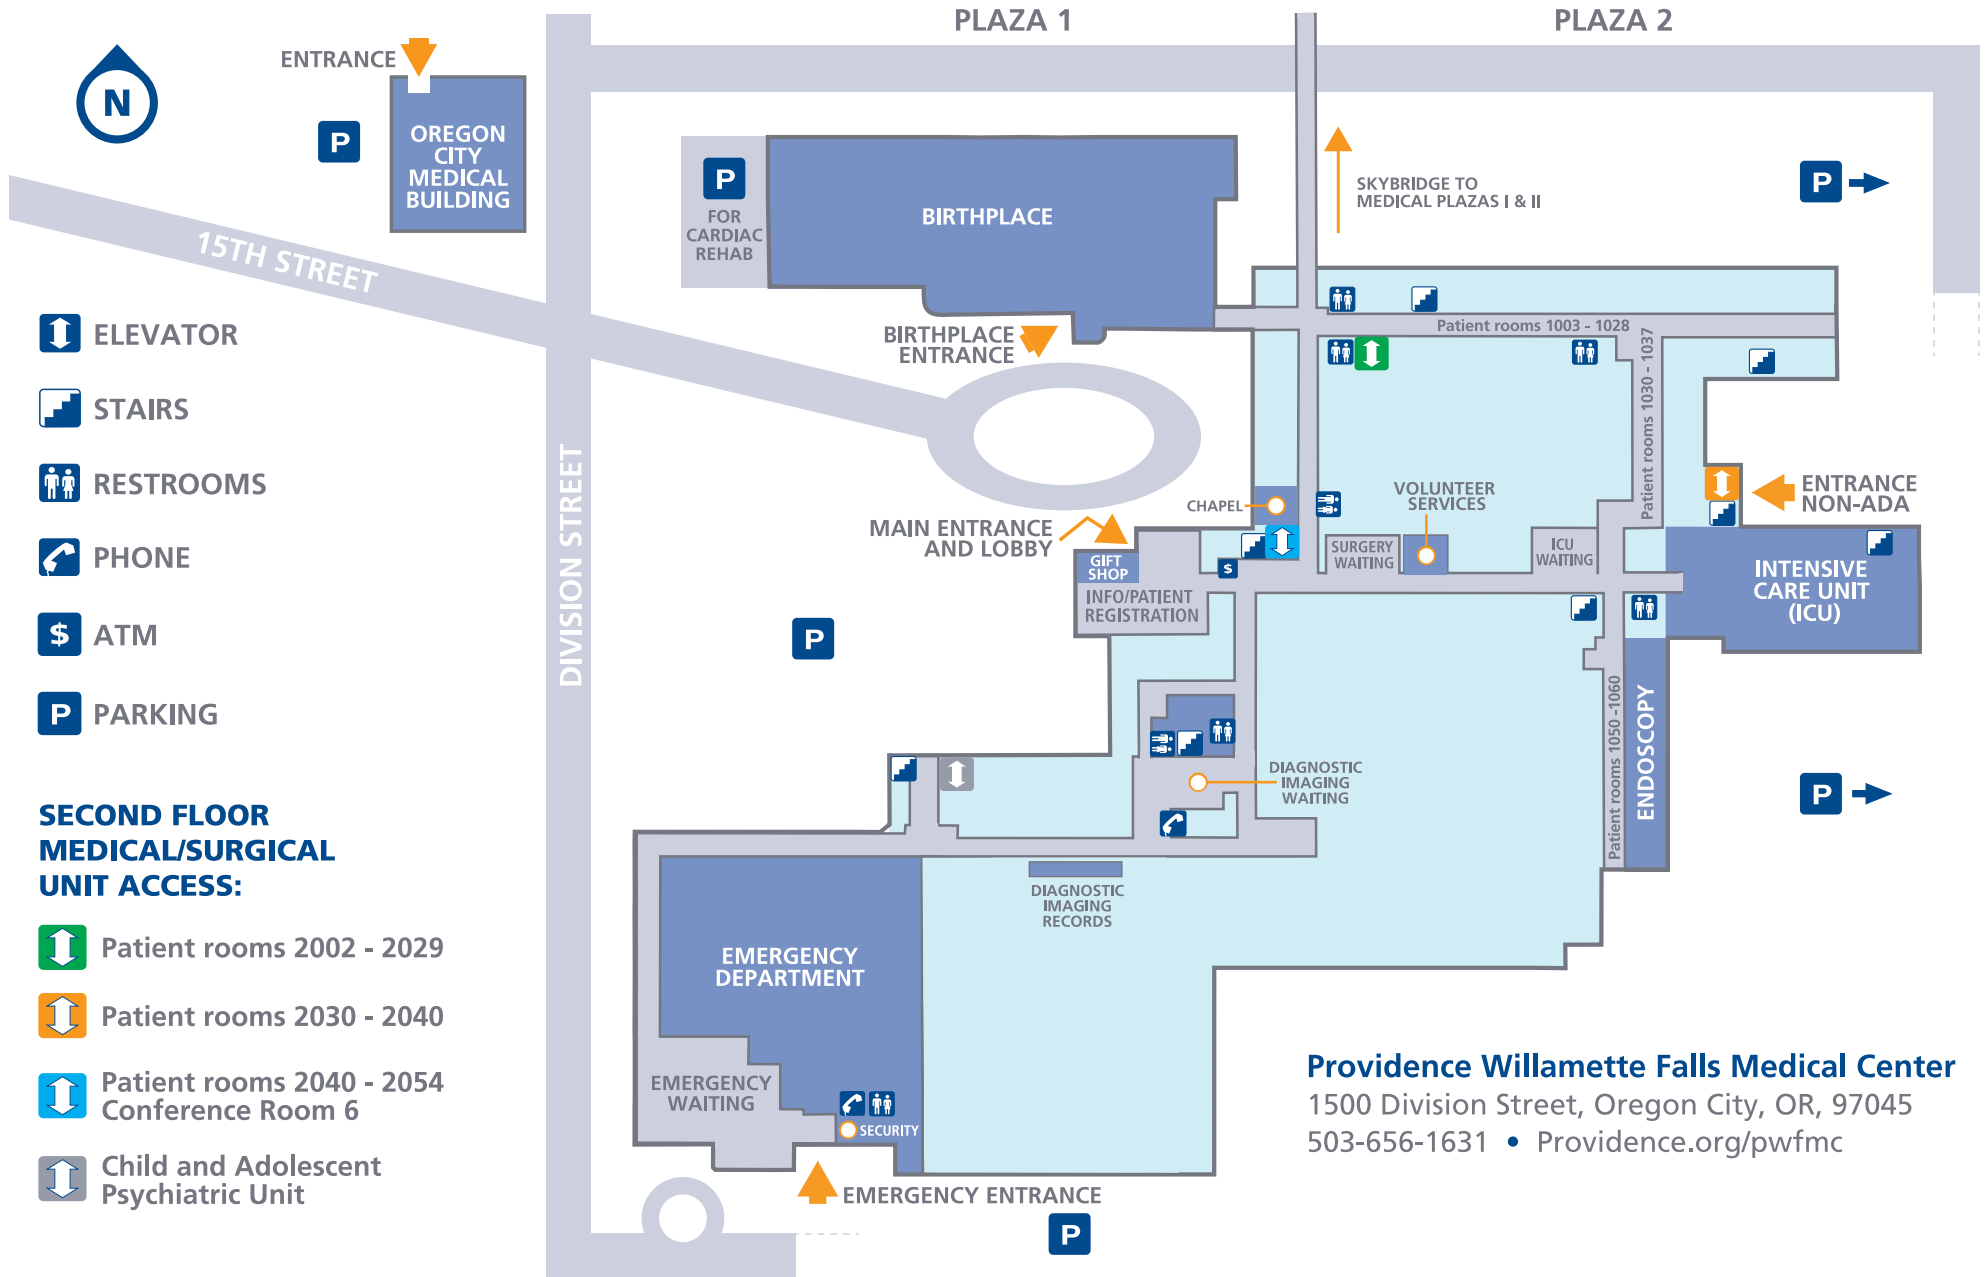 PLAZA 1
PLAZA 2
ENTRANCE
N
P
OREGON
CITY
MEDICAL
BUILDING
P
FOR
CARDIAC
REHAB
BIRTHPLACE
SKYBRIDGE TO
MEDICAL PLAZAS I & II
P
15TH STREET
ELEVATOR
STAIRS
RESTROOMS
PHONE
$ ATM
P PARKING
BIRTHPLACE
ENTRANCE
Patient rooms 1003 - 1028
Patient rooms 1030 - 1037
DIVISION STREET
CHAPEL
VOLUNTEER
SERVICES
ENTRANCE
NON-ADA
MAIN ENTRANCE
AND LOBBY
GIFT
SHOP
$
SURGERY
WAITING
ICU
WAITING
INTENSIVE
CARE UNIT
(ICU)
INFO/PATIENT
REGISTRATION
P
Patient rooms 1050 -1060
ENDOSCOPY
DIAGNOSTIC
IMAGING
WAITING
P
DIAGNOSTIC
IMAGING
RECORDS
EMERGENCY
DEPARTMENT
EMERGENCY
WAITING
SECURITY
EMERGENCY ENTRANCE
P
SECOND FLOOR
MEDICAL/SURGICAL
UNIT ACCESS:
Patient rooms 2002 - 2029
Patient rooms 2030 - 2040
Patient rooms 2040 - 2054
Conference Room 6
Child and Adolescent
Psychiatric Unit
Providence Willamette Falls Medical Center
1500 Division Street, Oregon City, OR, 97045
503-656-1631 • Providence.org/pwfmc